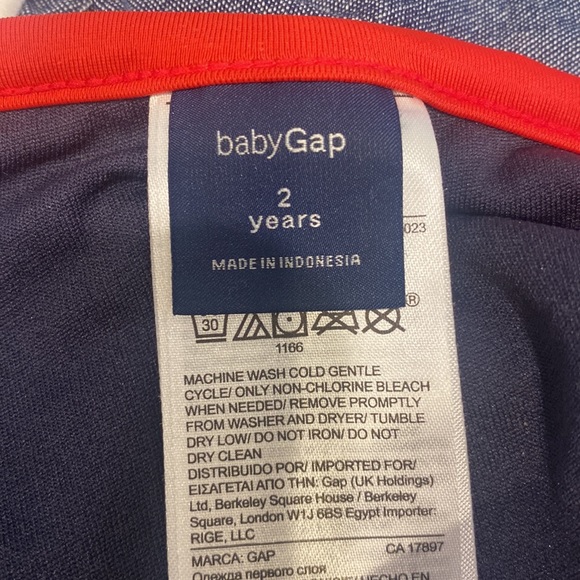 babyGap
2
years
MADE IN INDONESIA
023
30
®
1166
MACHINE WASH COLD GENTLE
CYCLE/ ONLY NON-CHLORINE BLEACH
WHEN NEEDED/ REMOVE PROMPTLY
FROM WASHER AND DRYER/ TUMBLE
DRY LOW/ DO NOT IRON/ DO NOT
DRY CLEAN
DISTRIBUIDO POR/ IMPORTED FOR/
ΕΙΣΑΓΕΤΑΙ ΑΠΟ ΤΗΝ: Gap (UK Holdings)
Ltd, Berkeley Square House / Berkeley
Square, London W1J 6BS Egypt Importer:
RIGE, LLC
MARCA: GAP CA 17897
Одежда первого слоя